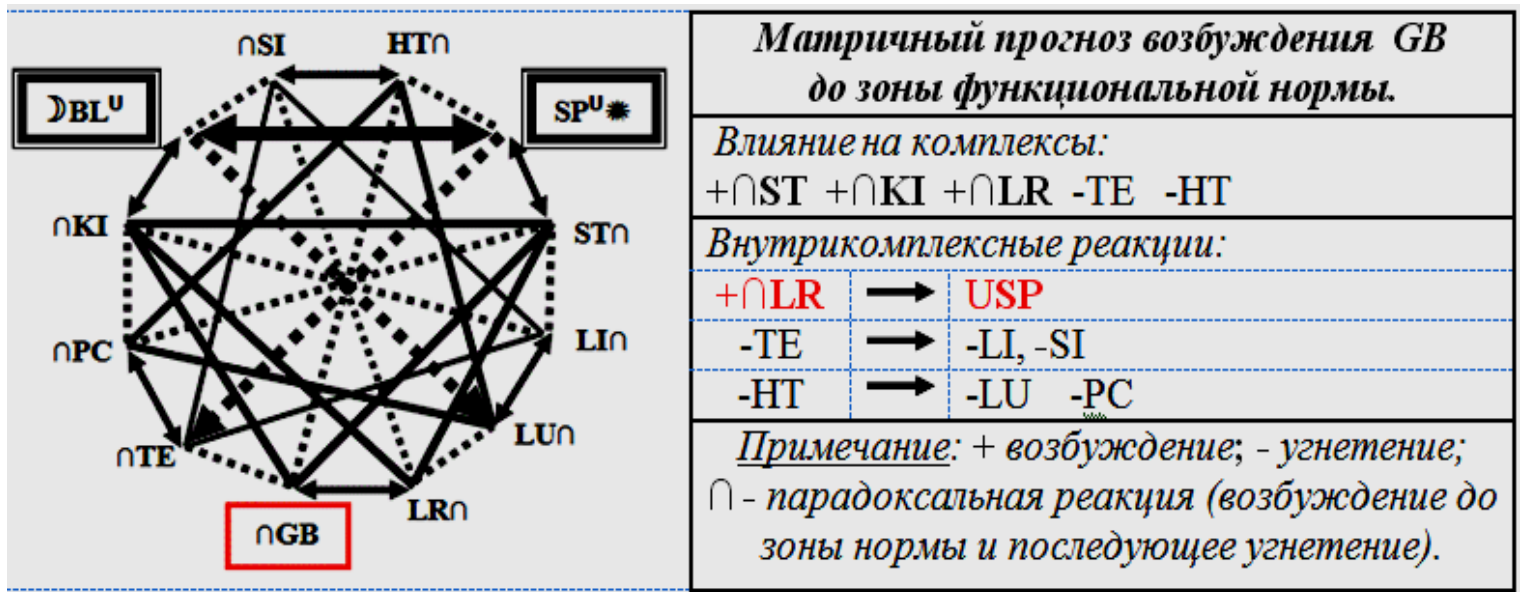 ∩SI HT∩
☽BLᵁ SPᵁ✹
∩KI ST∩
∩PC LI∩
∩TE LU∩
∩GB LR∩
Матричный прогноз возбуждения GB
до зоны функциональной нормы.
Влияние на комплексы:
+∩ST +∩KI +∩LR -TE -HT
Внутрикомплексные реакции:
+∩LR → USP
-TE → -LI, -SI
-HT → -LU -PC
Примечание: + возбуждение; - угнетение;
∩ - парадоксальная реакция (возбуждение до
зоны нормы и последующее угнетение).